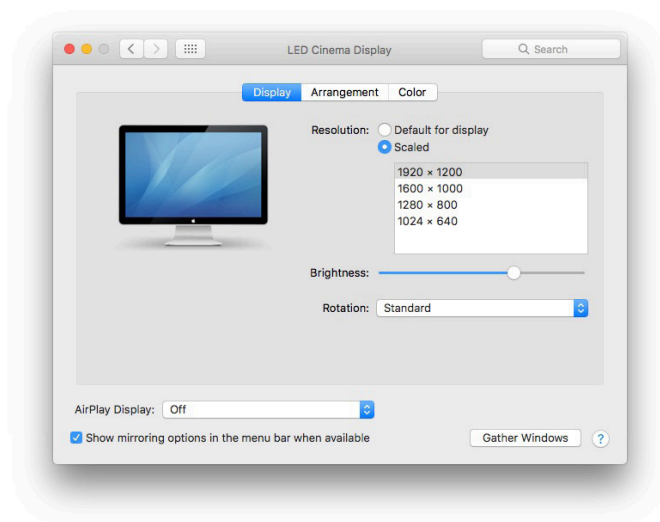 LED Cinema Display
Search
Display Arrangement Color
Resolution: Default for display
Scaled
1920 × 1200
1600 × 1000
1280 × 800
1024 × 640
Brightness:
Rotation: Standard
AirPlay Display: Off
Show mirroring options in the menu bar when available
Gather Windows ?